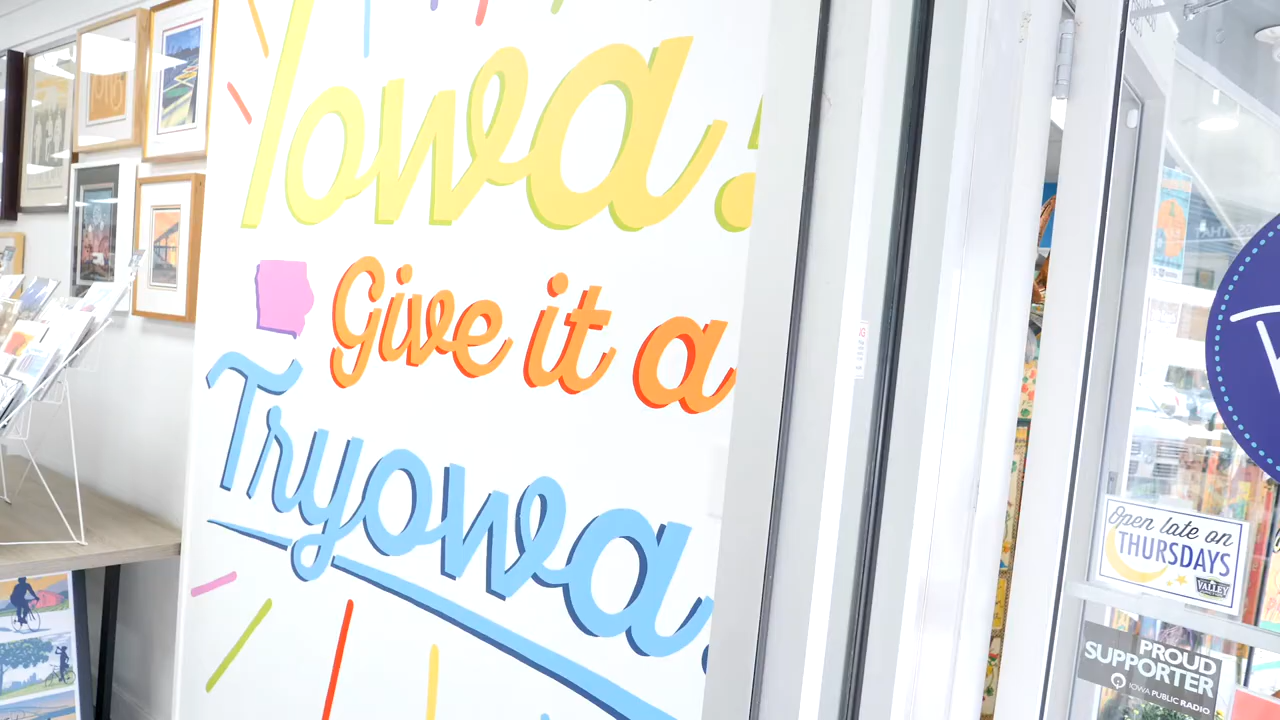 Iowa!
Give it a
Tryowa
Open late on
THURSDAYS
VALLEY
PROUD
SUPPORTER
IOWA PUBLIC RADIO